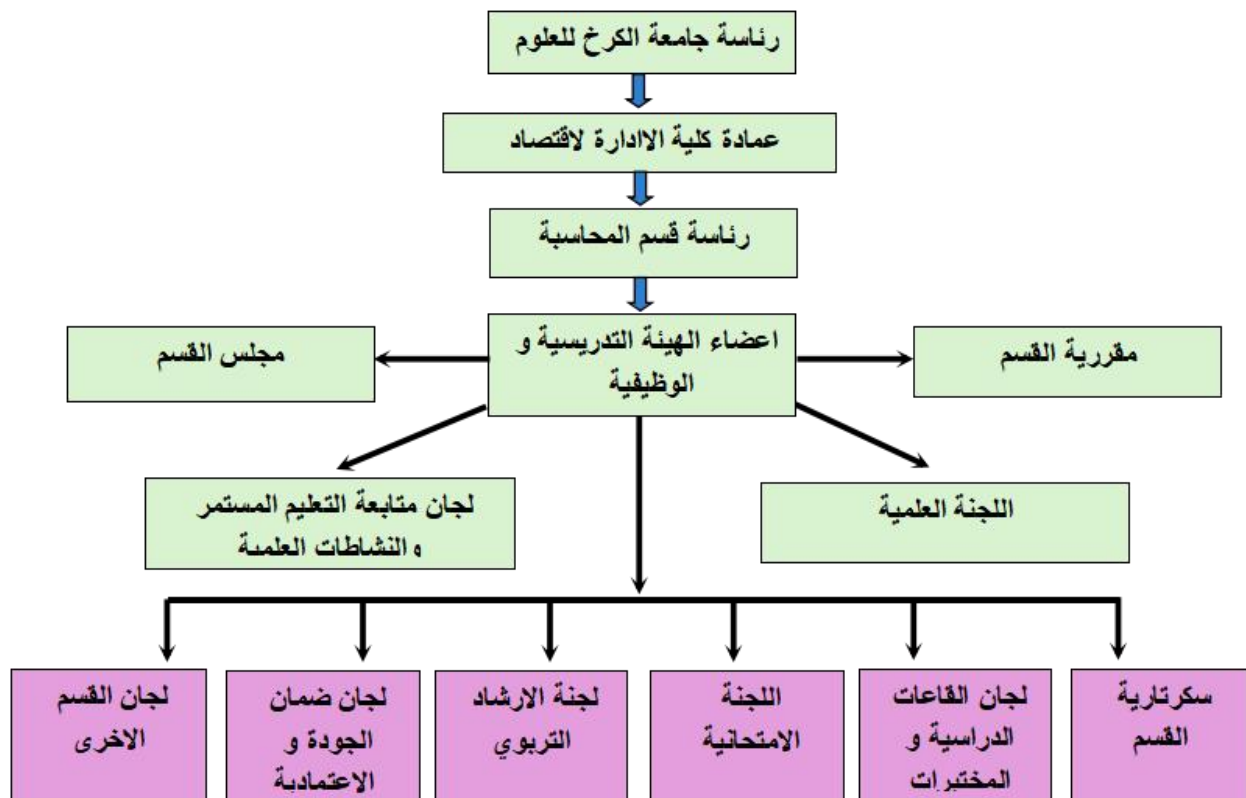 رئاسة جامعة الكرخ للعلوم
عمادة كلية الاادارة لاقتصاد
رئاسة قسم المحاسبة
اعضاء الهيئة التدريسية و
الوظيفية
مقررية القسم
مجلس القسم
اللجنة العلمية
لجان متابعة التعليم المستمر
والنشاطات العلمية
سكرتارية
القسم
لجان القاعات
الدراسية و
المختبرات
اللجنة
الامتحانية
لجنة الارشاد
التربوي
لجان ضمان
الجودة و
الاعتمادية
لجان القسم
الاخرى